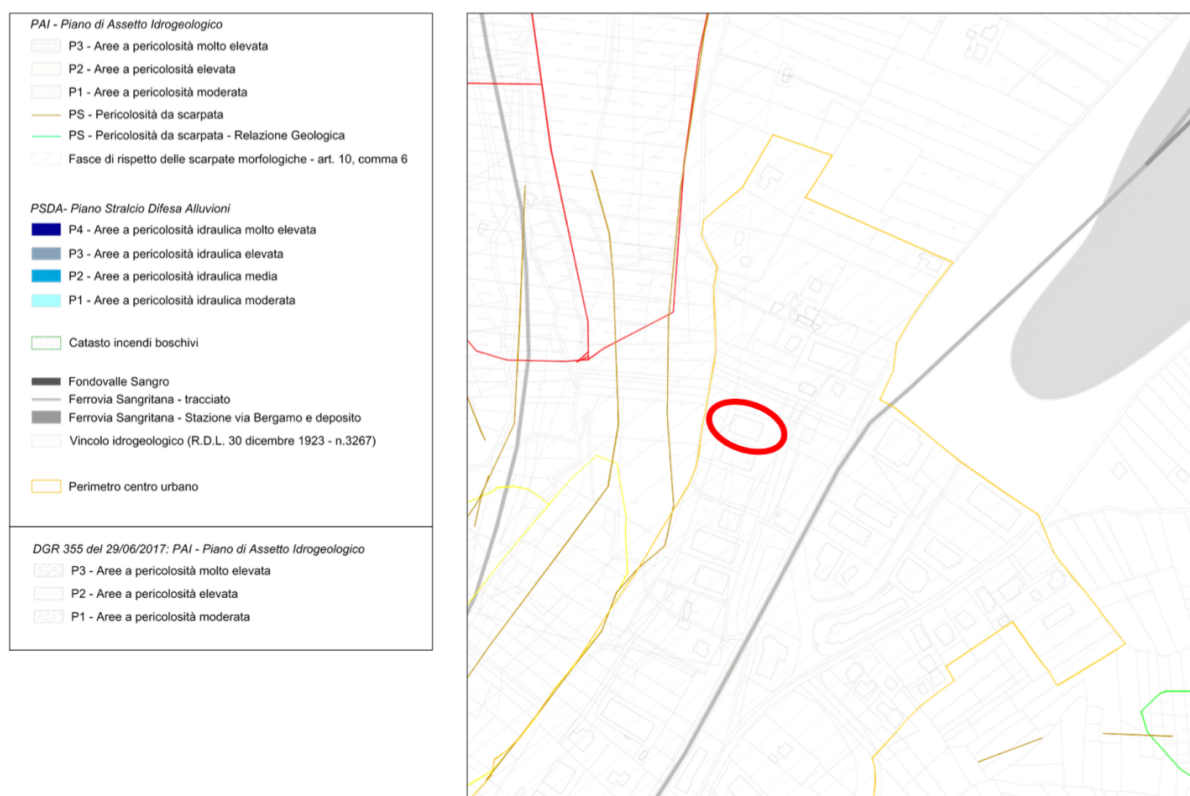 PAI - Piano di Assetto Idrogeologico
P3 - Aree a pericolosità molto elevata
P2 - Aree a pericolosità elevata
P1 - Aree a pericolosità moderata
PS - Pericolosità da scarpata
PS - Pericolosità da scarpata - Relazione Geologica
Fasce di rispetto delle scarpate morfologiche - art. 10, comma 6
PSDA- Piano Stralcio Difesa Alluvioni
P4 - Aree a pericolosità idraulica molto elevata
P3 - Aree a pericolosità idraulica elevata
P2 - Aree a pericolosità idraulica media
P1 - Aree a pericolosità idraulica moderata
Catasto incendi boschivi
Fondovalle Sangro
Ferrovia Sangritana - tracciato
Ferrovia Sangritana - Stazione via Bergamo e deposito
Vincolo idrogeologico (R.D.L. 30 dicembre 1923 - n.3267)
Perimetro centro urbano
DGR 355 del 29/06/2017: PAI - Piano di Assetto Idrogeologico
P3 - Aree a pericolosità molto elevata
P2 - Aree a pericolosità elevata
P1 - Aree a pericolosità moderata